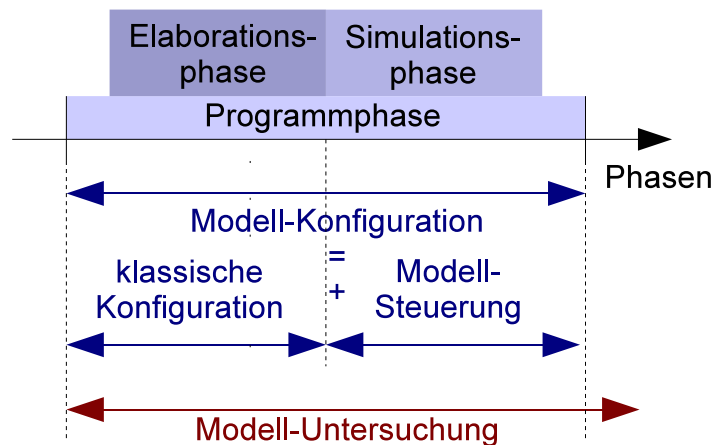 Elaborations-
phase
Simulations-
phase
Programmphase
Phasen
Modell-Konfiguration
=
klassische
Konfiguration
+
Modell-
Steuerung
Modell-Untersuchung